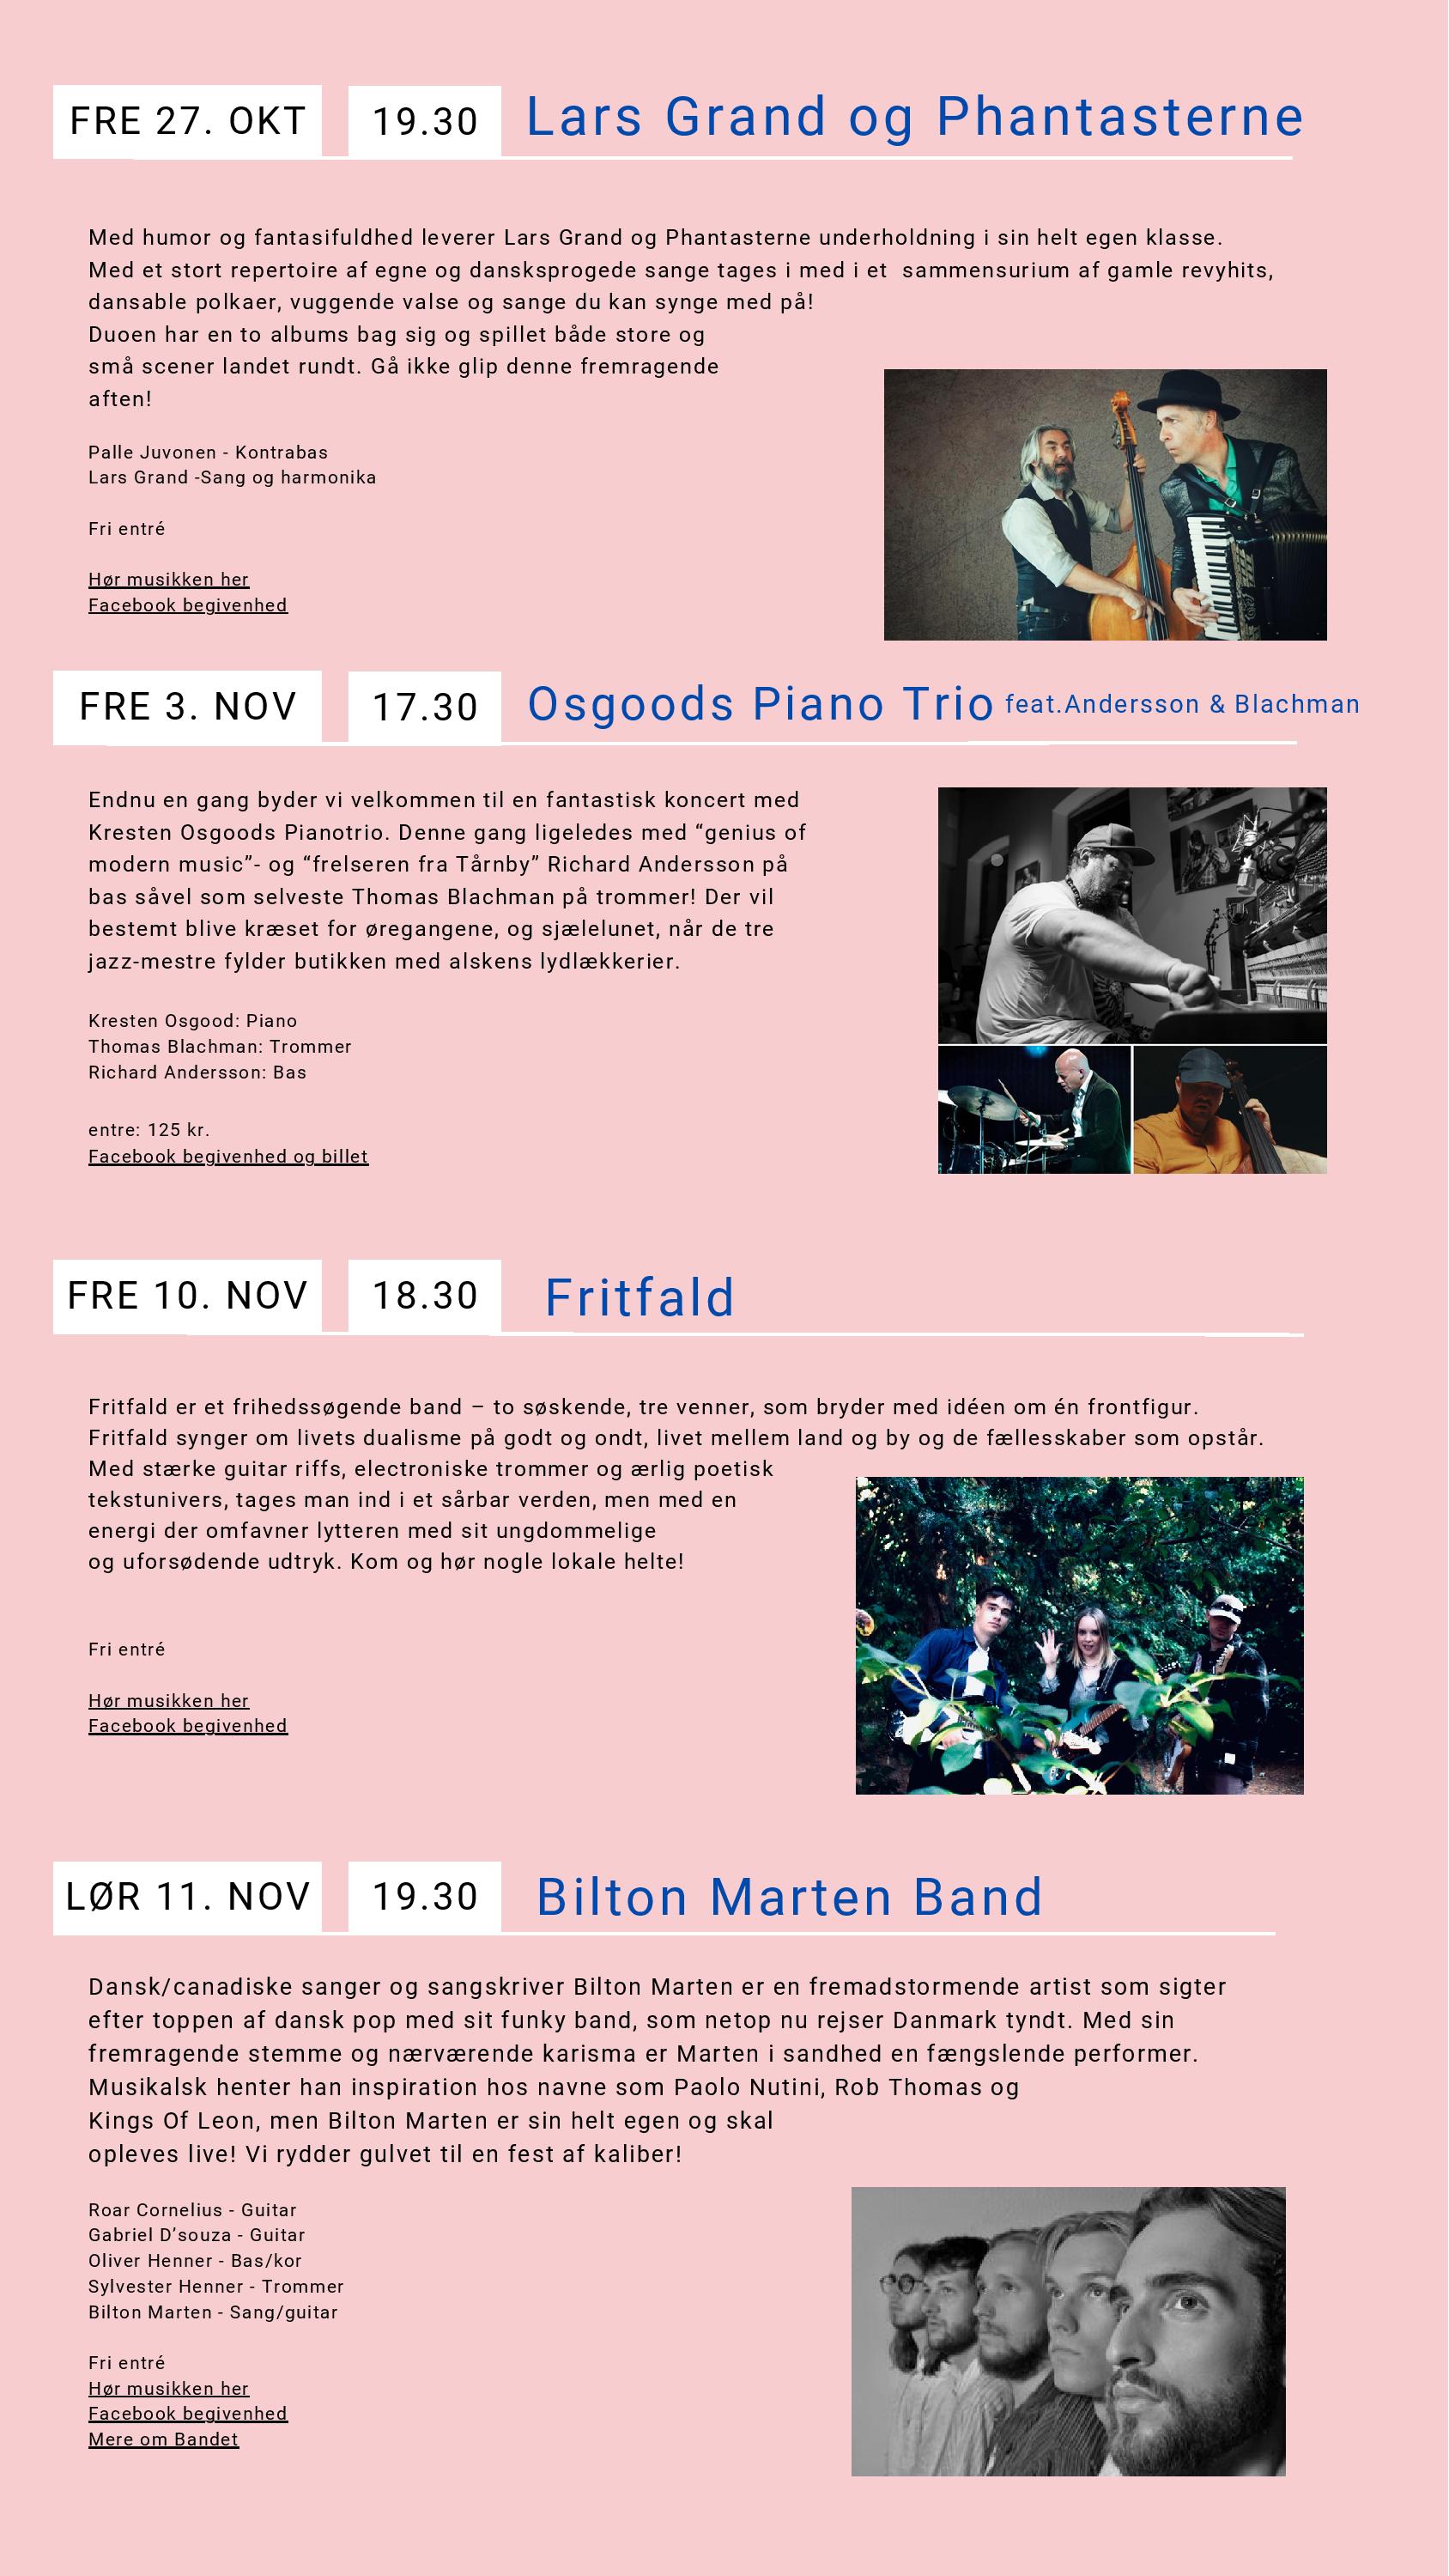 FRE 27. OKT
19.30
Lars Grand og Phantasterne
Med humor og fantasifuldhed leverer Lars Grand og Phantasterne underholdning i sin helt egen klasse.
Med et stort repertoire af egne og dansksprogede sange tages i med i et  sammensurium af gamle revyhits,
dansable polkaer, vuggende valse og sange du kan synge med på!
Duoen har en to albums bag sig og spillet både store og
små scener landet rundt. Gå ikke glip denne fremragende
aften!
Palle Juvonen - Kontrabas
Lars Grand -Sang og harmonika
Fri entré
Hør musikken her
Facebook begivenhed
FRE 3. NOV
17.30
Osgoods Piano Trio feat.Andersson & Blachman
Endnu en gang byder vi velkommen til en fantastisk koncert med
Kresten Osgoods Pianotrio. Denne gang ligeledes med “genius of
modern music”- og “frelseren fra Tårnby” Richard Andersson på
bas såvel som selveste Thomas Blachman på trommer! Der vil
bestemt blive kræset for øregangene, og sjælelunet, når de tre
jazz-mestre fylder butikken med alskens lydlækkerier.
Kresten Osgood: Piano
Thomas Blachman: Trommer
Richard Andersson: Bas
entre: 125 kr.
Facebook begivenhed og billet
FRE 10. NOV
18.30
Fritfald
Fritfald er et frihedssøgende band – to søskende, tre venner, som bryder med idéen om én frontfigur.
Fritfald synger om livets dualisme på godt og ondt, livet mellem land og by og de fællesskaber som opstår.
Med stærke guitar riffs, electroniske trommer og ærlig poetisk
tekstunivers, tages man ind i et sårbar verden, men med en
energi der omfavner lytteren med sit ungdommelige
og uforsødende udtryk. Kom og hør nogle lokale helte!
Fri entré
Hør musikken her
Facebook begivenhed
LØR 11. NOV
19.30
Bilton Marten Band
Dansk/canadiske sanger og sangskriver Bilton Marten er en fremadstormende artist som sigter
efter toppen af dansk pop med sit funky band, som netop nu rejser Danmark tyndt. Med sin
fremragende stemme og nærværende karisma er Marten i sandhed en fængslende performer.
Musikalsk henter han inspiration hos navne som Paolo Nutini, Rob Thomas og
Kings Of Leon, men Bilton Marten er sin helt egen og skal
opleves live! Vi rydder gulvet til en fest af kaliber!
Roar Cornelius - Guitar
Gabriel D’souza - Guitar
Oliver Henner - Bas/kor
Sylvester Henner - Trommer
Bilton Marten - Sang/guitar
Fri entré
Hør musikken her
Facebook begivenhed
Mere om Bandet